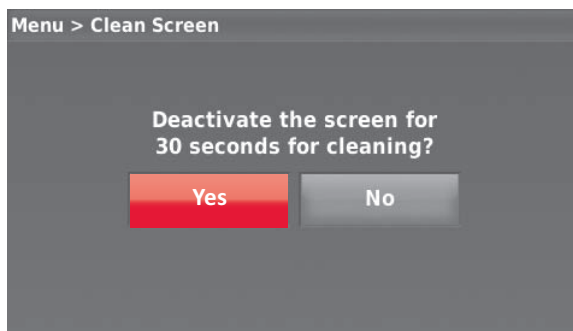 Menu > Clean Screen
Deactivate the screen for
30 seconds for cleaning?
Yes
No